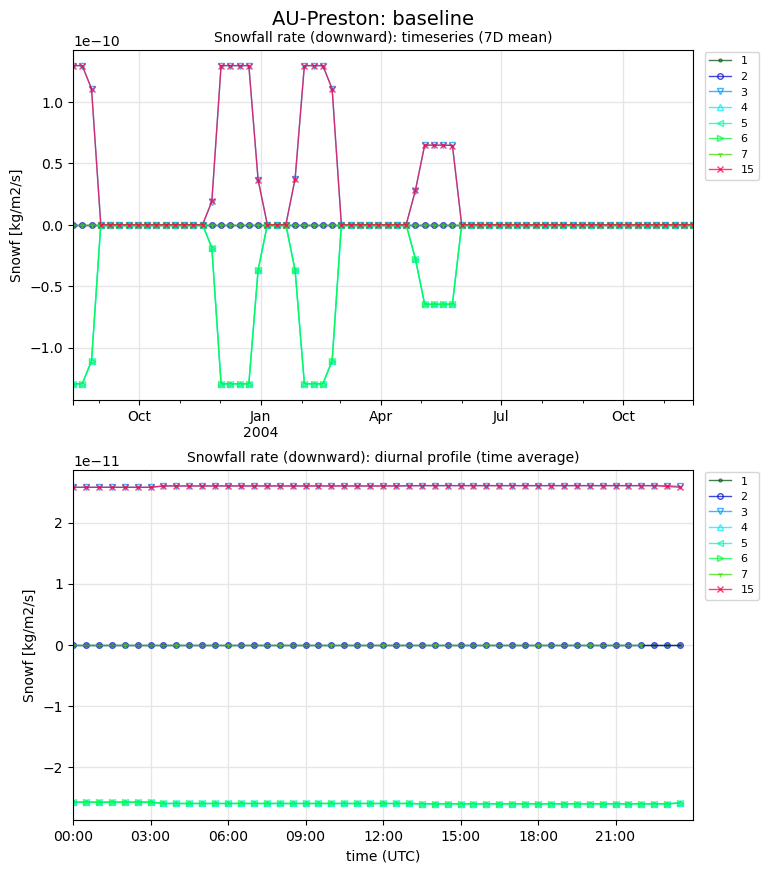 AU-Preston: baseline
Snowfall rate (downward): timeseries (7D mean)
1e−10
1.0
0.5
0.0
−0.5
−1.0
Snowf [kg/m2/s]
Oct
Jan
2004
Apr
Jul
Oct
1
2
3
4
5
6
7
15
Snowfall rate (downward): diurnal profile (time average)
1e−11
2
1
0
−1
−2
Snowf [kg/m2/s]
00:00
03:00
06:00
09:00
12:00
15:00
18:00
21:00
time (UTC)
1
2
3
4
5
6
7
15